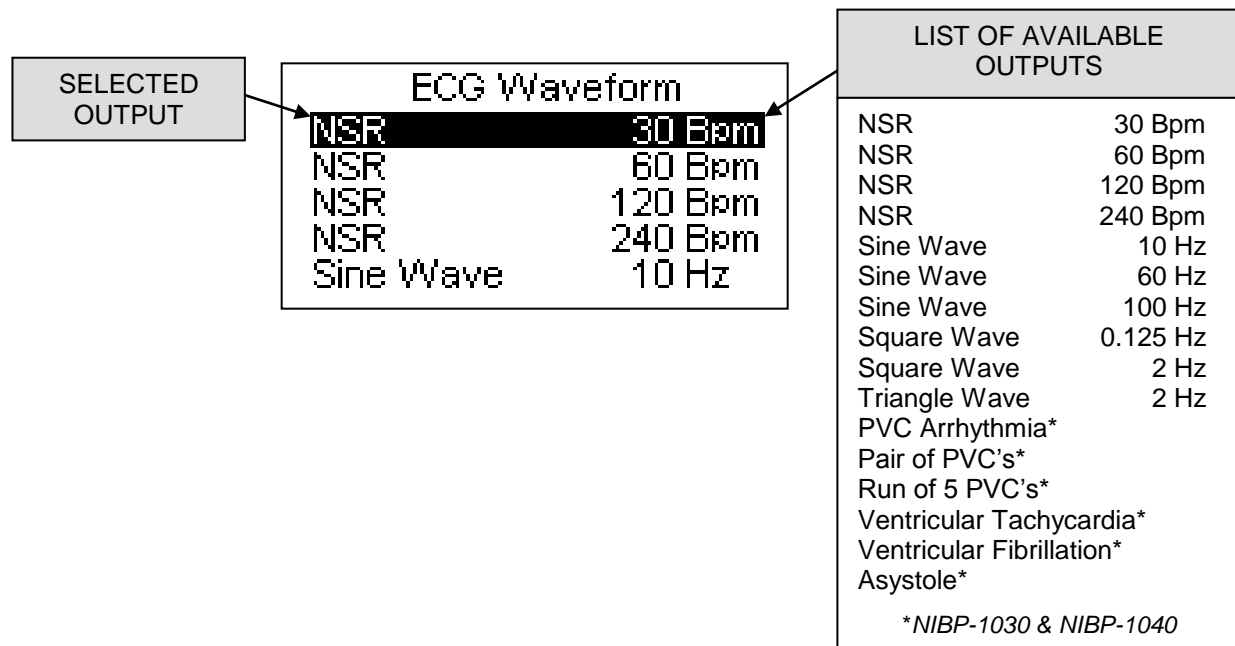 SELECTED
OUTPUT
ECG Waveform
NSR 30 Bpm
NSR 60 Bpm
NSR 120 Bpm
NSR 240 Bpm
Sine Wave 10 Hz
LIST OF AVAILABLE
OUTPUTS
NSR 30 Bpm
NSR 60 Bpm
NSR 120 Bpm
NSR 240 Bpm
Sine Wave 10 Hz
Sine Wave 60 Hz
Sine Wave 100 Hz
Square Wave 0.125 Hz
Square Wave 2 Hz
Triangle Wave 2 Hz
PVC Arrhythmia*
Pair of PVC’s*
Run of 5 PVC’s*
Ventricular Tachycardia*
Ventricular Fibrillation*
Asystole*
*NIBP-1030 & NIBP-1040